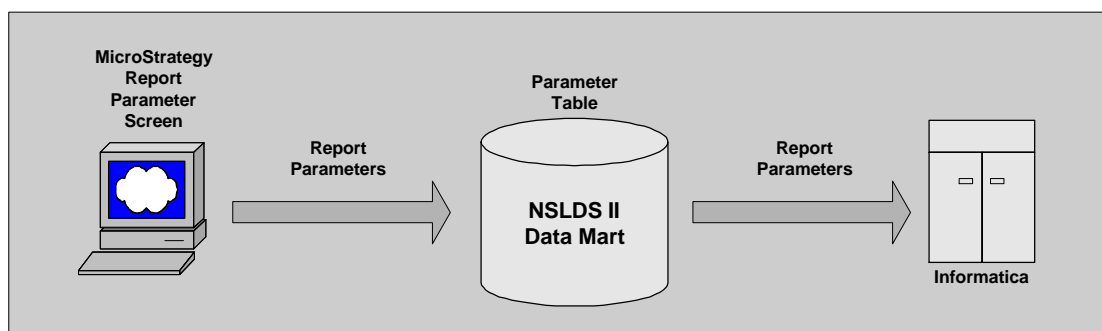 MicroStrategy
Report
Parameter
Screen
Report
Parameters
Parameter
Table
NSLDS II
Data Mart
Report
Parameters
Informatica